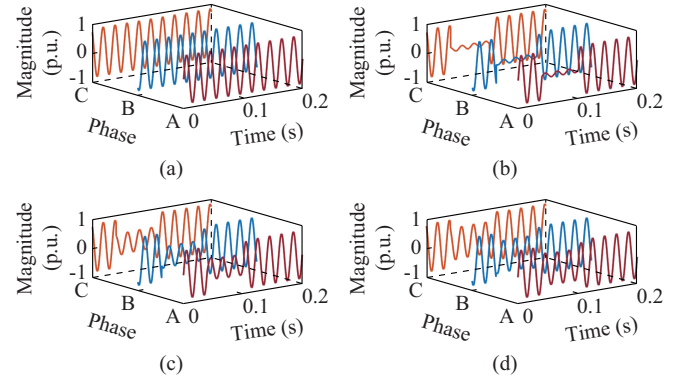 Magnitude
(p.u.)
1
0
-1
C
B
A
Phase
0
0.1
0.2
Time (s)
(a)
Magnitude
(p.u.)
1
0
-1
C
B
A
Phase
0
0.1
0.2
Time (s)
(b)
Magnitude
(p.u.)
1
0
-1
C
B
A
Phase
0
0.1
0.2
Time (s)
(c)
Magnitude
(p.u.)
1
0
-1
C
B
A
Phase
0
0.1
0.2
Time (s)
(d)